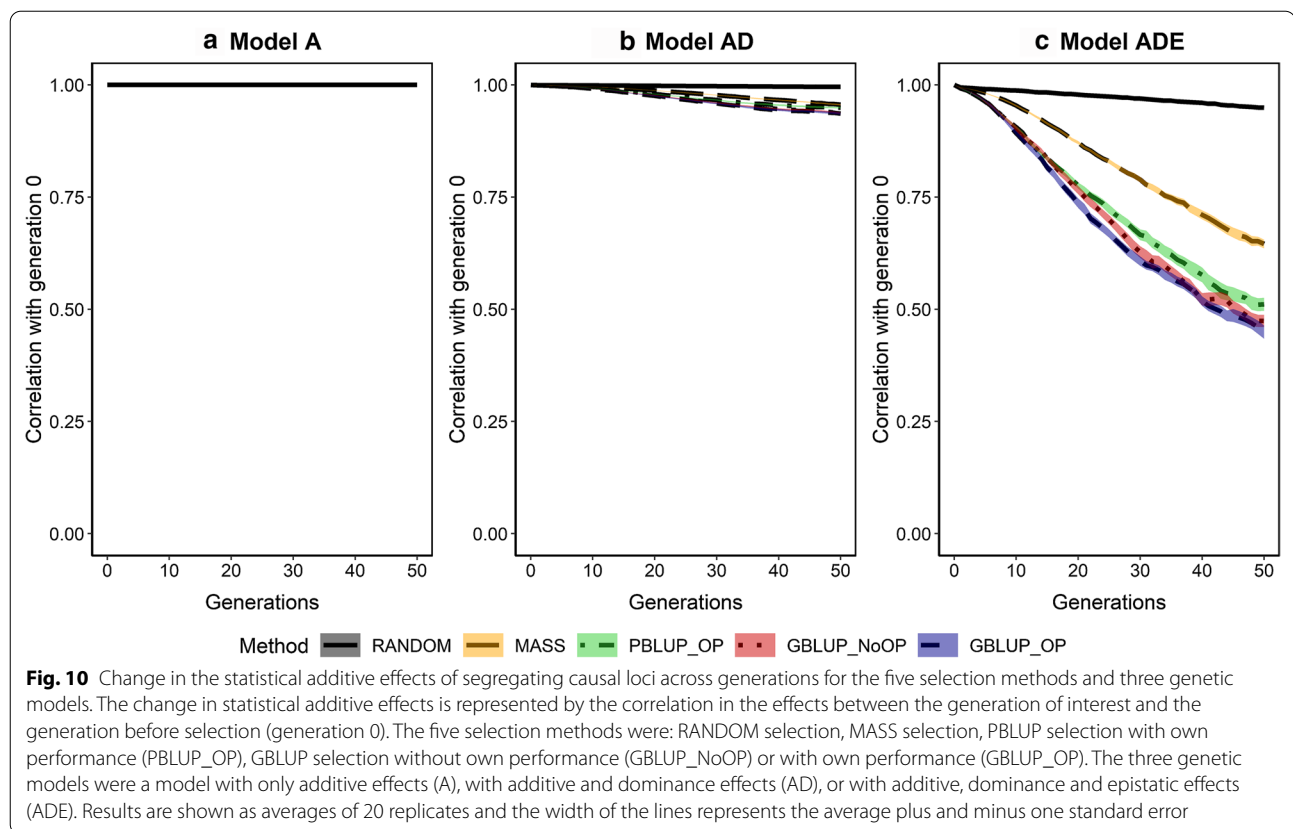 a Model A
b Model AD
c Model ADE
Correlation with generation 0
1.00
0.75
0.50
0.25
0.00
0 10 20 30 40 50
Generations
Correlation with generation 0
1.00
0.75
0.50
0.25
0.00
0 10 20 30 40 50
Generations
Correlation with generation 0
1.00
0.75
0.50
0.25
0.00
0 10 20 30 40 50
Generations
Method RANDOM MASS PBLUP_OP GBLUP_NoOP GBLUP_OP
Fig. 10 Change in the statistical additive effects of segregating causal loci across generations for the five selection methods and three genetic
models. The change in statistical additive effects is represented by the correlation in the effects between the generation of interest and the
generation before selection (generation 0). The five selection methods were: RANDOM selection, MASS selection, PBLUP selection with own
performance (PBLUP_OP), GBLUP selection without own performance (GBLUP_NoOP) or with own performance (GBLUP_OP). The three genetic
models were a model with only additive effects (A), with additive and dominance effects (AD), or with additive, dominance and epistatic effects
(ADE). Results are shown as averages of 20 replicates and the width of the lines represents the average plus and minus one standard error